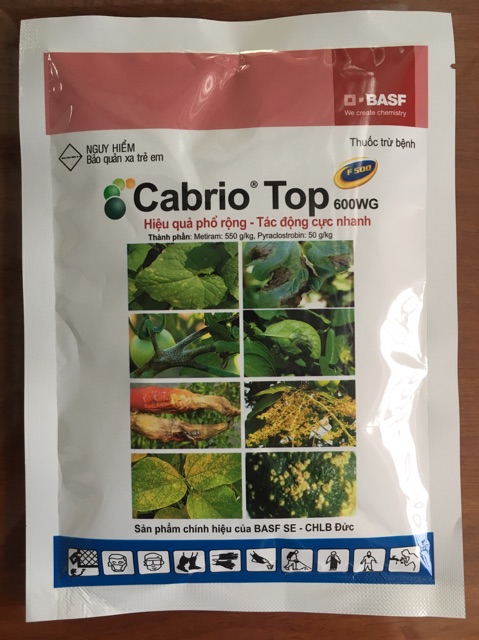 BASF
We create chemistry
NGUY HIỂM
Bảo quản xa trẻ em
Thuốc trừ bệnh
F 500
Cabrio® Top 600WG
Hiệu quả phổ rộng - Tác động cực nhanh
Thành phần: Metiram: 550 g/kg, Pyraclostrobin: 50 g/kg
Sản phẩm chính hiệu của BASF SE - CHLB Đức